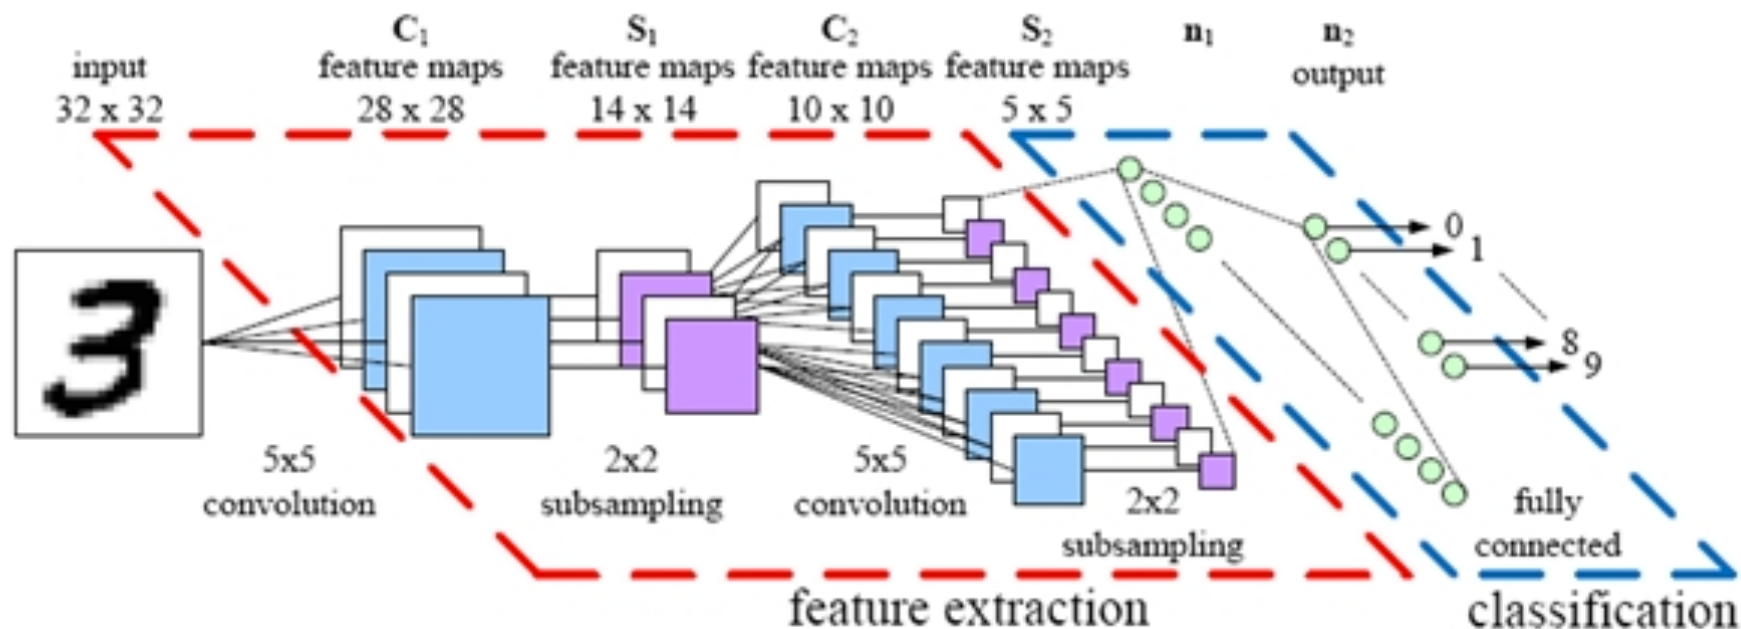 input
32 x 32
C1
feature maps
28 x 28
S1
feature maps
14 x 14
C2
feature maps
10 x 10
S2
feature maps
5 x 5
n1
n2
output
0
1
8
9
3
5x5
convolution
2x2
subsampling
5x5
convolution
2x2
subsampling
fully
connected
feature extraction
classification